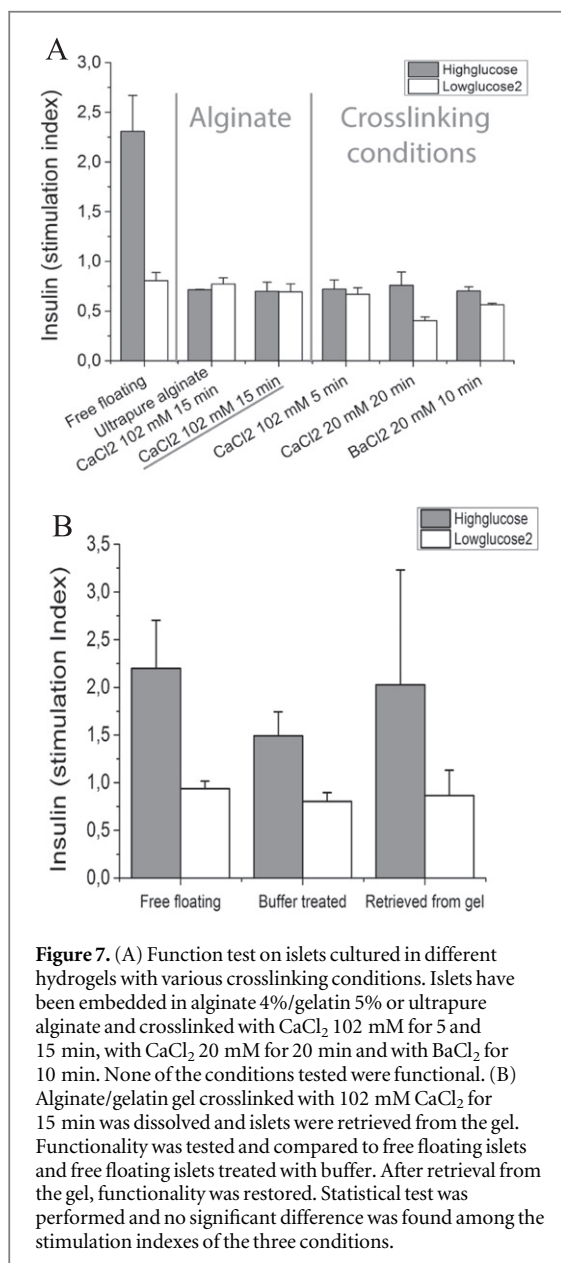 A
Highglucose
Lowglucose2
Alginate
Crosslinking
conditions
Insulin (stimulation index)
3,0
2,5
2,0
1,5
1,0
0,5
0,0
Free floating
Ultrapure alginate
CaCl2 102 mM 15 min
CaCl2 102 mM 15 min
CaCl2 102 mM 5 min
CaCl2 20 mM 20 min
BaCl2 20 mM 10 min
B
Highglucose
Lowglucose2
Insulin (stimulation Index)
3,5
3,0
2,5
2,0
1,5
1,0
0,5
0,0
Free floating
Buffer treated
Retrieved from gel
Figure 7. (A) Function test on islets cultured in different
hydrogels with various crosslinking conditions. Islets have
been embedded in alginate 4%/gelatin 5% or ultrapure
alginate and crosslinked with CaCl₂ 102 mM for 5 and
15 min, with CaCl₂ 20 mM for 20 min and with BaCl₂ for
10 min. None of the conditions tested were functional. (B)
Alginate/gelatin gel crosslinked with 102 mM CaCl₂ for
15 min was dissolved and islets were retrieved from the gel.
Functionality was tested and compared to free floating islets
and free floating islets treated with buffer. After retrieval from
the gel, functionality was restored. Statistical test was
performed and no significant difference was found among the
stimulation indexes of the three conditions.